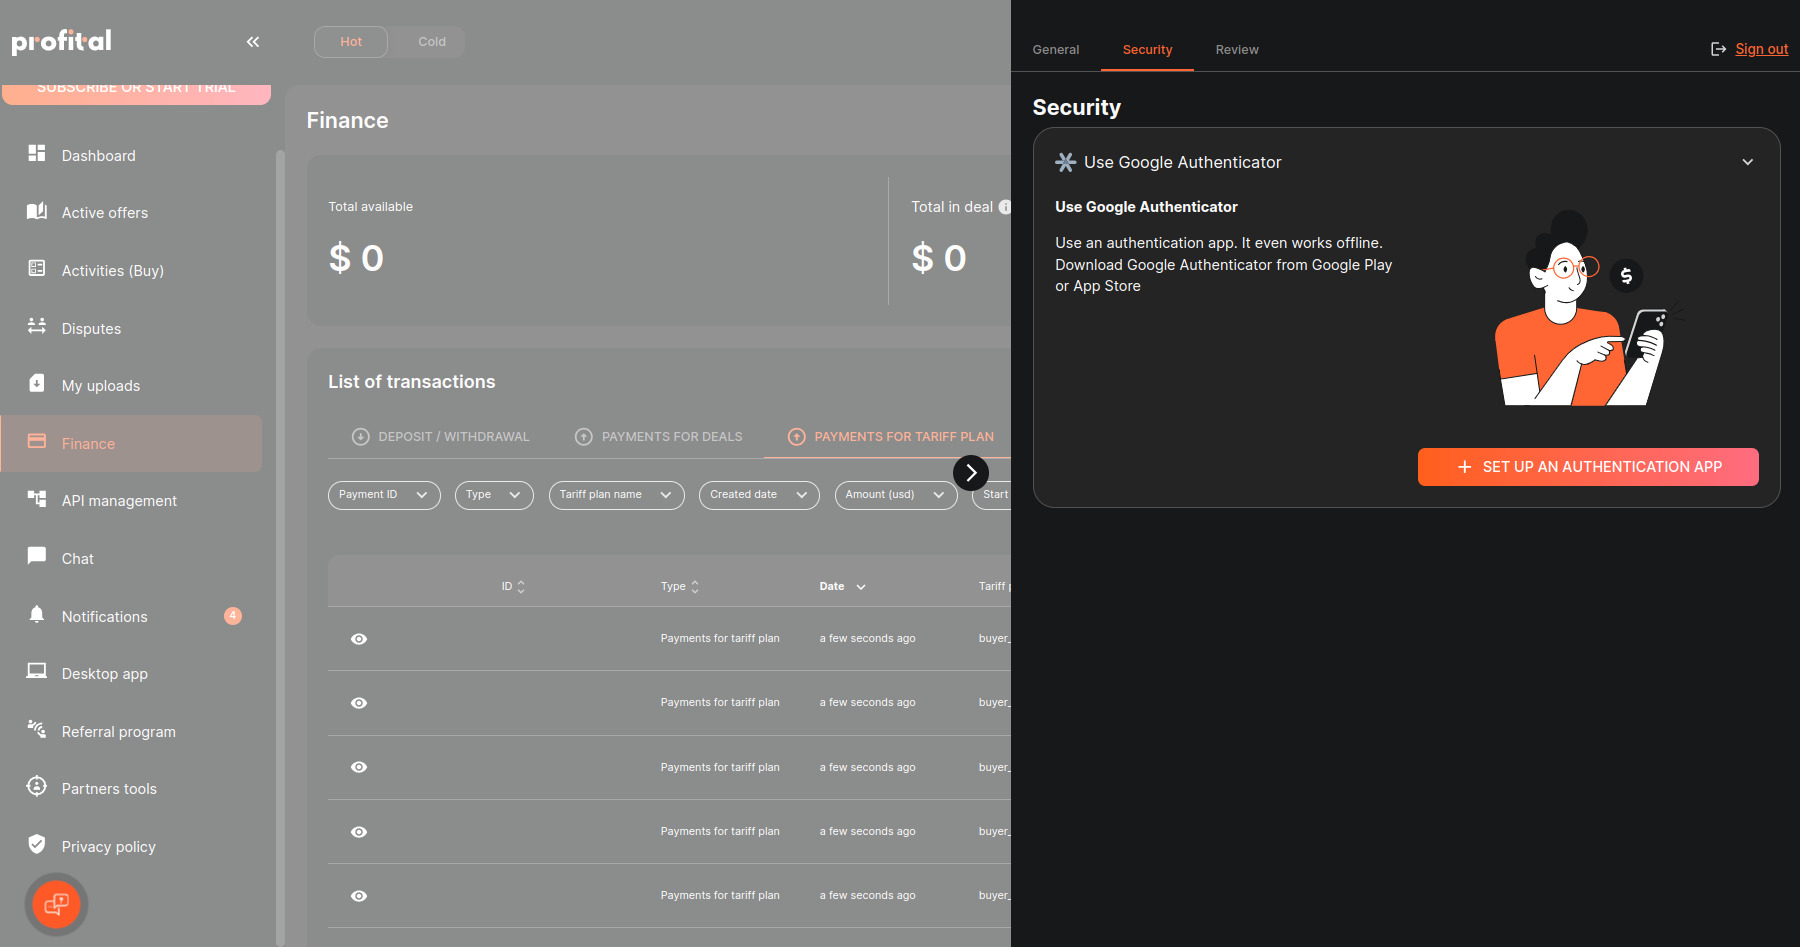 profital
SUBSCRIBE OR START TRIAL
Dashboard
Active offers
Activities (Buy)
Disputes
My uploads
Finance
API management
Chat
Notifications
4
Desktop app
Referral program
Partners tools
Privacy policy
Hot
Cold
Finance
Total available
$ 0
Total in deal
$ 0
List of transactions
DEPOSIT / WITHDRAWAL
PAYMENTS FOR DEALS
PAYMENTS FOR TARIFF PLAN
Payment ID
Type
Tariff plan name
Created date
Amount (usd)
Start
ID
Type
Date
Tariff
Payments for tariff plan
a few seconds ago
buyer_
Payments for tariff plan
a few seconds ago
buyer_
Payments for tariff plan
a few seconds ago
buyer_
Payments for tariff plan
a few seconds ago
buyer_
Payments for tariff plan
a few seconds ago
buyer_
General
Security
Review
Sign out
Security
Use Google Authenticator
Use Google Authenticator
Use an authentication app. It even works offline.
Download Google Authenticator from Google Play
or App Store
$
SET UP AN AUTHENTICATION APP